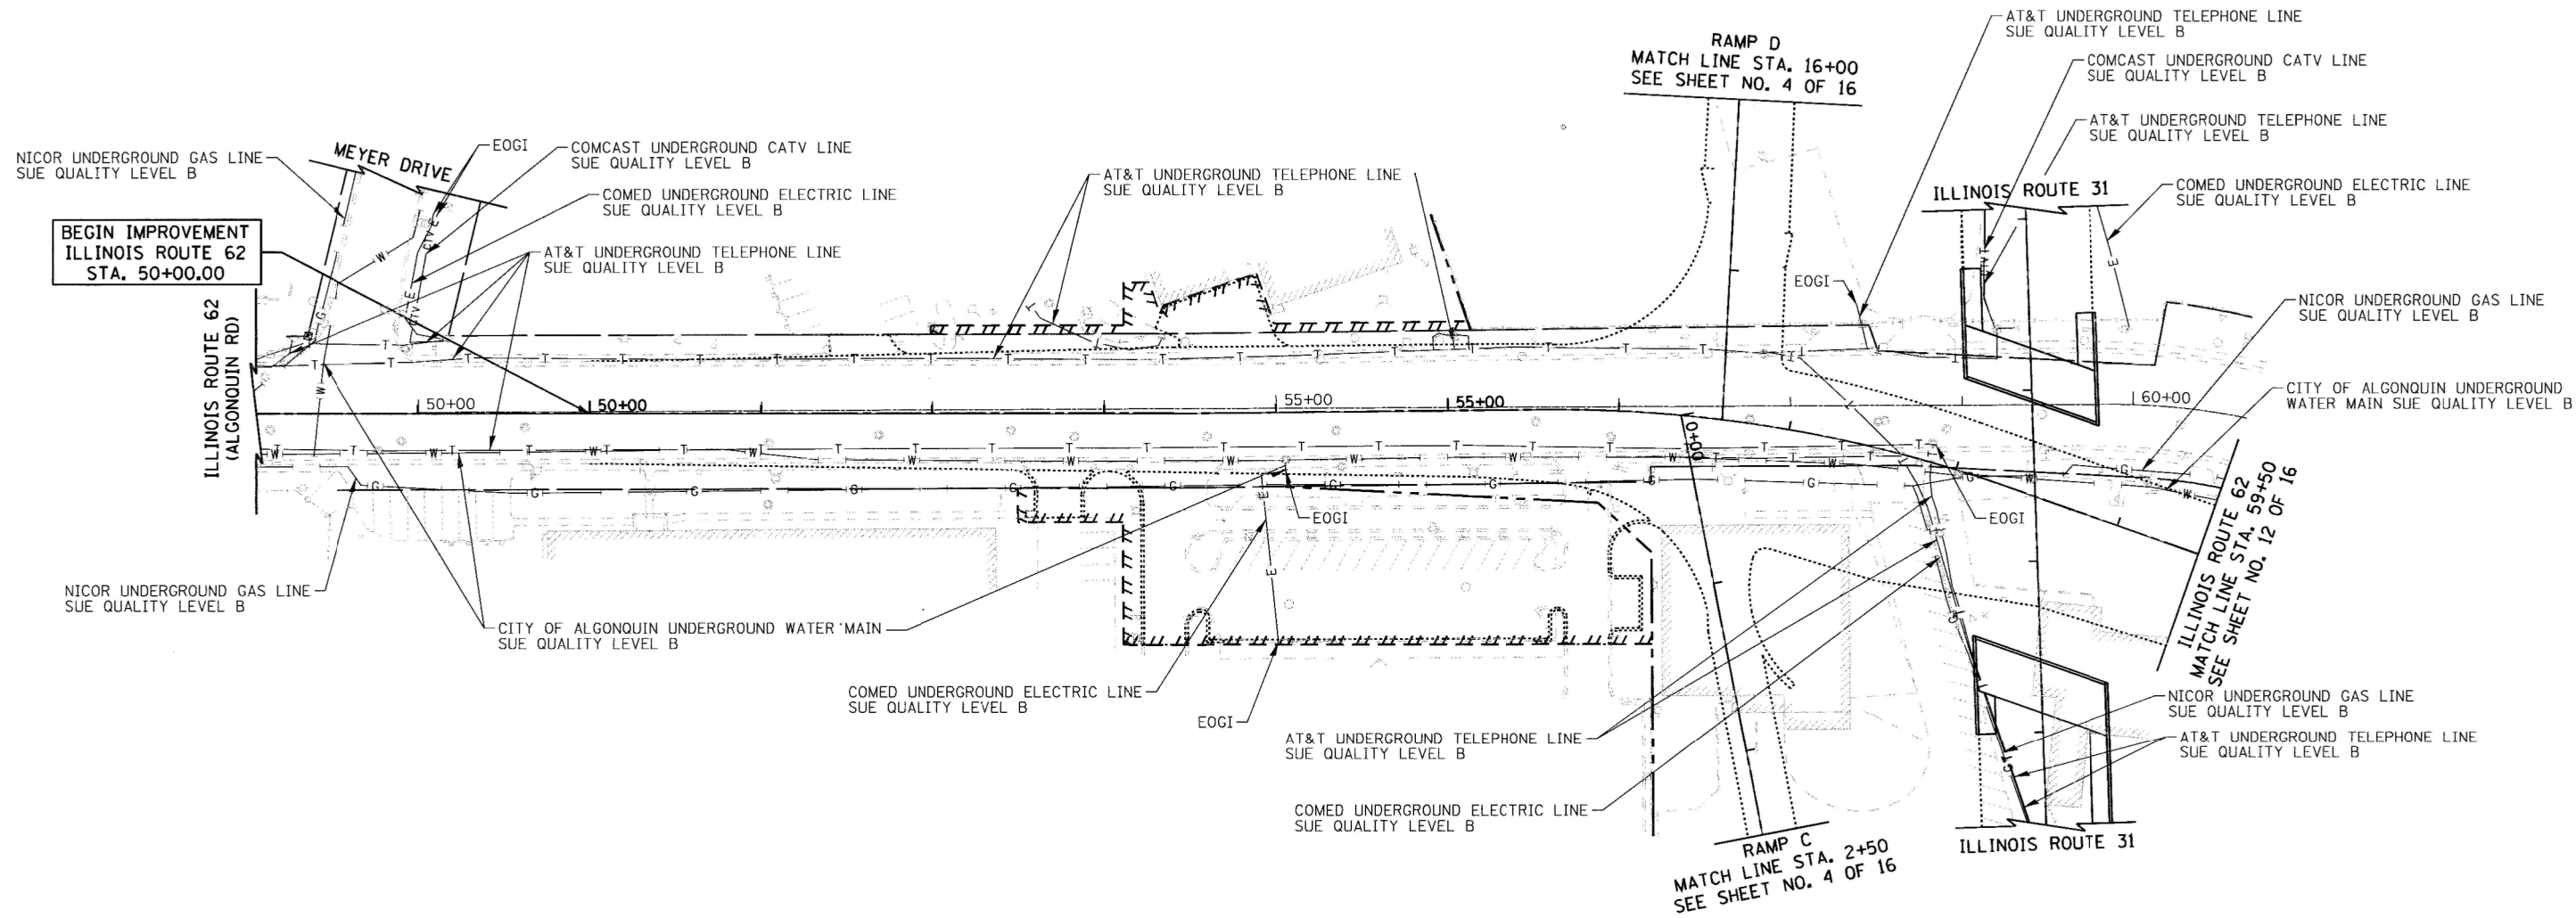 AT&T UNDERGROUND TELEPHONE LINE
SUE QUALITY LEVEL B
RAMP D
MATCH LINE STA. 16+00
SEE SHEET NO. 4 OF 16
COMCAST UNDERGROUND CATV LINE
SUE QUALITY LEVEL B
AT&T UNDERGROUND TELEPHONE LINE
SUE QUALITY LEVEL B
NICOR UNDERGROUND GAS LINE
SUE QUALITY LEVEL B
MEYER DRIVE
EOGI
COMCAST UNDERGROUND CATV LINE
SUE QUALITY LEVEL B
COMED UNDERGROUND ELECTRIC LINE
SUE QUALITY LEVEL B
AT&T UNDERGROUND TELEPHONE LINE
SUE QUALITY LEVEL B
ILLINOIS ROUTE 31
COMED UNDERGROUND ELECTRIC LINE
SUE QUALITY LEVEL B
BEGIN IMPROVEMENT
ILLINOIS ROUTE 62
STA. 50+00.00
AT&T UNDERGROUND TELEPHONE LINE
SUE QUALITY LEVEL B
EOGI
NICOR UNDERGROUND GAS LINE
SUE QUALITY LEVEL B
ILLINOIS ROUTE 62
(ALGONQUIN RD)
50+00
50+00
55+00
55+00
60+00
CITY OF ALGONQUIN UNDERGROUND
WATER MAIN SUE QUALITY LEVEL B
EOGI
EOGI
ILLINOIS ROUTE 62
MATCH LINE STA. 59+50
SEE SHEET NO. 12 OF 16
NICOR UNDERGROUND GAS LINE
SUE QUALITY LEVEL B
CITY OF ALGONQUIN UNDERGROUND WATER MAIN
SUE QUALITY LEVEL B
COMED UNDERGROUND ELECTRIC LINE
SUE QUALITY LEVEL B
EOGI
AT&T UNDERGROUND TELEPHONE LINE
SUE QUALITY LEVEL B
NICOR UNDERGROUND GAS LINE
SUE QUALITY LEVEL B
AT&T UNDERGROUND TELEPHONE LINE
SUE QUALITY LEVEL B
COMED UNDERGROUND ELECTRIC LINE
SUE QUALITY LEVEL B
RAMP C
MATCH LINE STA. 2+50
SEE SHEET NO. 4 OF 16
ILLINOIS ROUTE 31